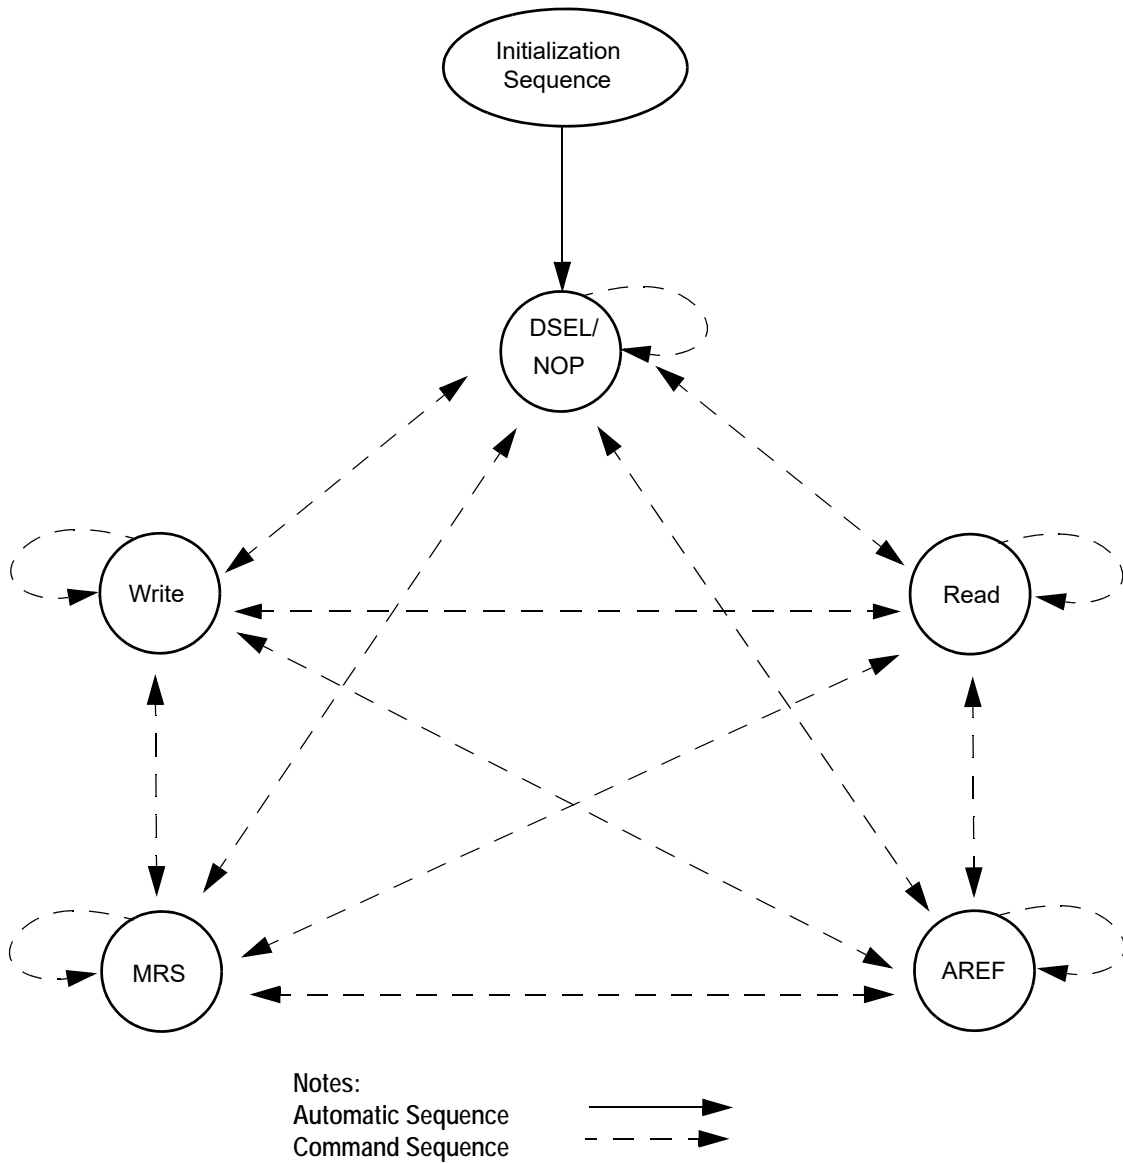 Initialization
Sequence
DSEL/
NOP
Write
Read
MRS
AREF
Notes:
Automatic Sequence
Command Sequence